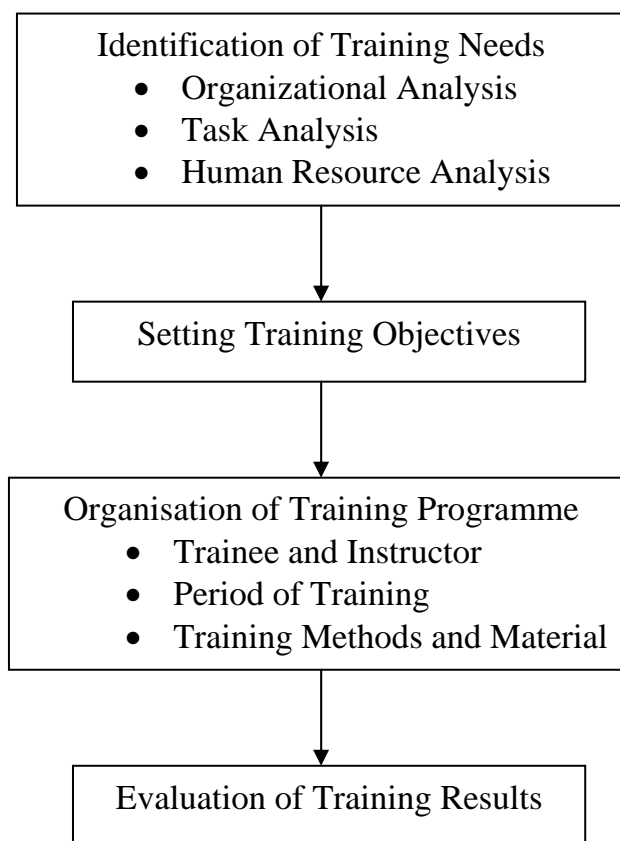 Identification of Training Needs
• Organizational Analysis
• Task Analysis
• Human Resource Analysis
Setting Training Objectives
Organisation of Training Programme
• Trainee and Instructor
• Period of Training
• Training Methods and Material
Evaluation of Training Results